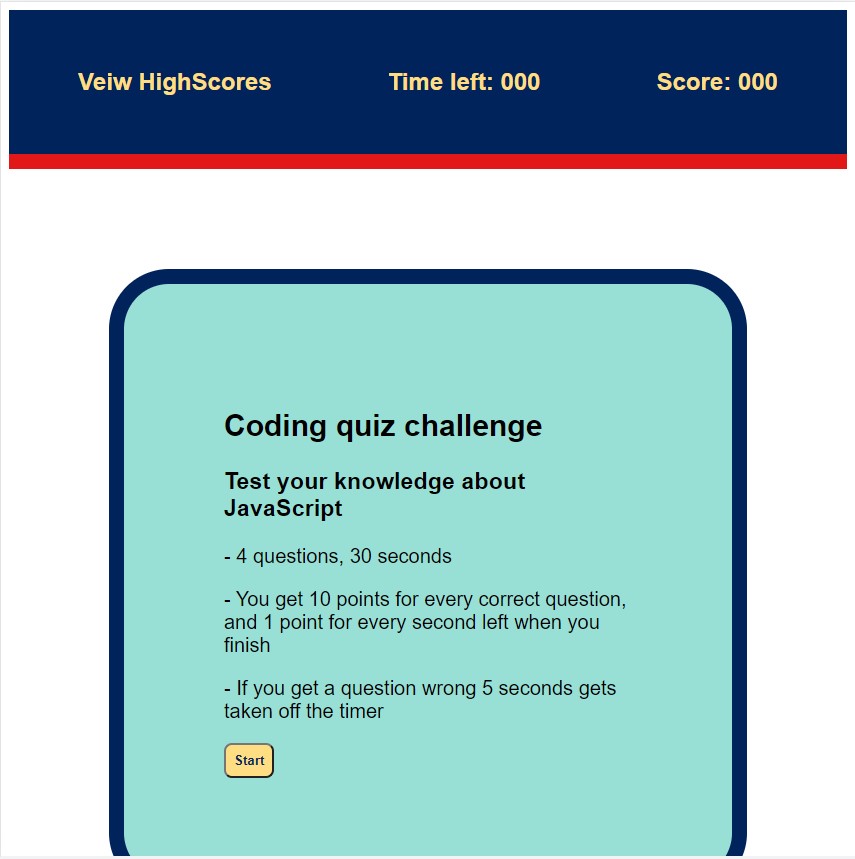 Veiw HighScores
Time left: 000
Score: 000
Coding quiz challenge
Test your knowledge about
JavaScript
- 4 questions, 30 seconds
- You get 10 points for every correct question,
and 1 point for every second left when you
finish
- If you get a question wrong 5 seconds gets
taken off the timer
Start